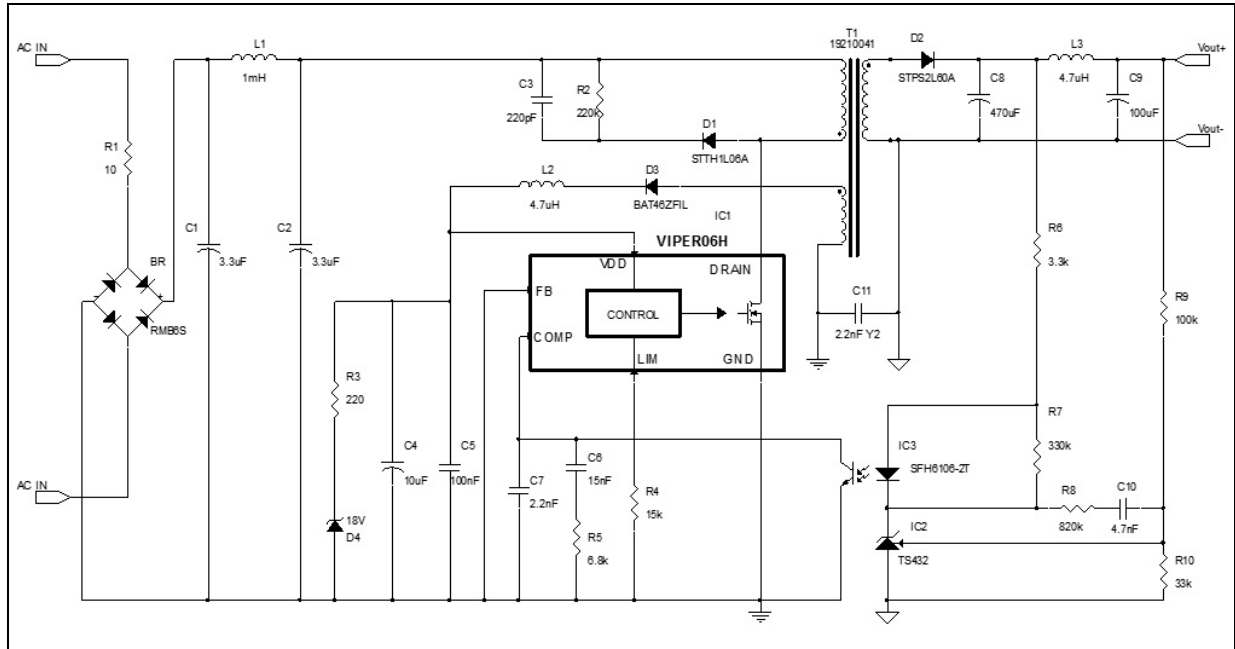 AC IN
L1
1mH
T1
19210041
D2
STPS2L60A
L3
4.7uH
Vout+
C3
220pF
R2
220k
C8
470uF
C9
100uF
R1
10
D1
STTH1L06A
Vout-
L2
4.7uH
D3
BAT46ZFIL
IC1
VIPER06H
C1
3.3uF
C2
3.3uF
R6
3.3k
BR
RMB6S
VDD
DRAIN
FB
CONTROL
COMP
LIM
GND
C11
2.2nF Y2
R9
100k
R3
220
C4
10uF
C5
100nF
C7
2.2nF
C6
15nF
R4
15k
R5
6.8k
IC3
SFH6106-2T
R7
330k
R8
820k
C10
4.7nF
AC IN
18V
D4
IC2
TS432
R10
33k